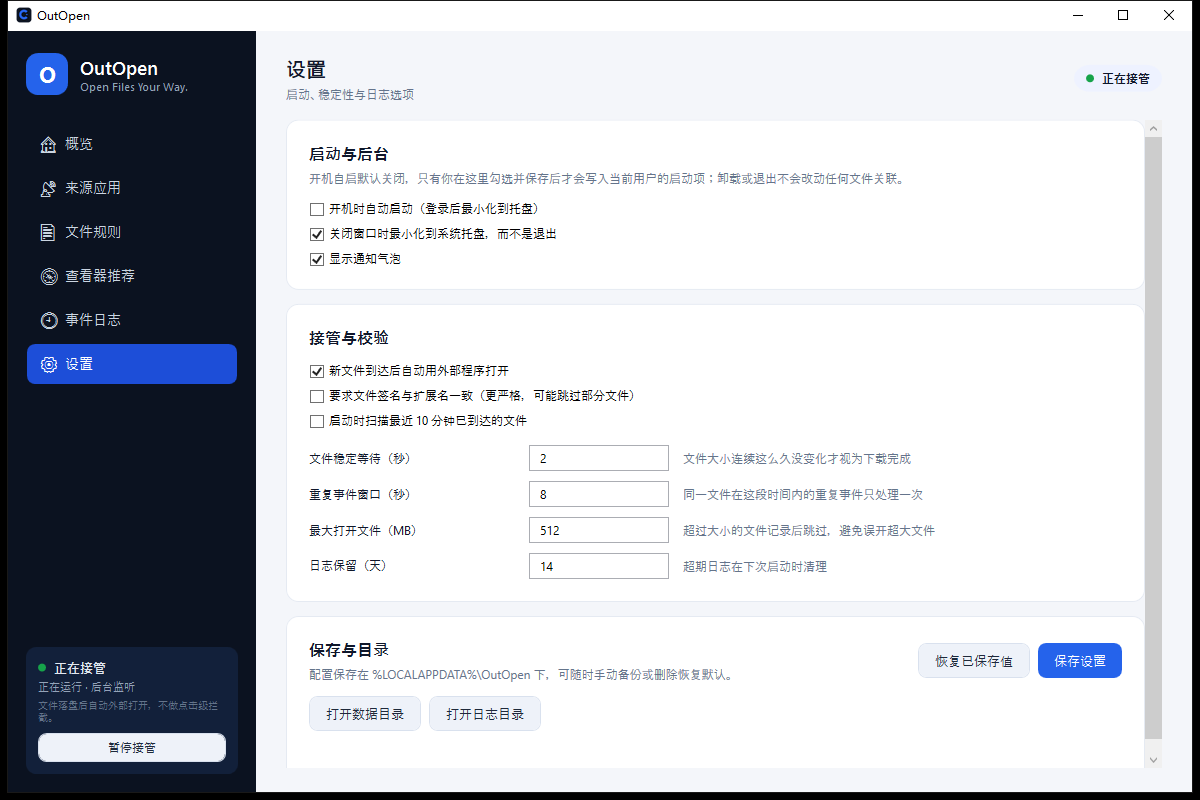 OutOpen
O
OutOpen
Open Files Your Way.
概览
来源应用
文件规则
查看器推荐
事件日志
设置
正在接管
正在运行 · 后台监听
文件落盘后自动外部打开，不做点击级拦
截。
暂停接管
设置
启动、稳定性与日志选项
正在接管
启动与后台
开机自启默认关闭，只有你在这里勾选并保存后才会写入当前用户的启动项；卸载或退出不会改动任何文件关联。
开机时自动启动（登录后最小化到托盘）
关闭窗口时最小化到系统托盘，而不是退出
显示通知气泡
接管与校验
新文件到达后自动用外部程序打开
要求文件签名与扩展名一致（更严格，可能跳过部分文件）
启动时扫描最近 10 分钟已到达的文件
文件稳定等待（秒） 2 文件大小连续这么久没变化才视为下载完成
重复事件窗口（秒） 8 同一文件在这段时间内的重复事件只处理一次
最大打开文件（MB） 512 超过大小的文件记录后跳过，避免误开超大文件
日志保留（天） 14 超期日志在下次启动时清理
保存与目录
配置保存在 %LOCALAPPDATA%\OutOpen 下，可随时手动备份或删除恢复默认。
恢复已保存值 保存设置
打开数据目录 打开日志目录